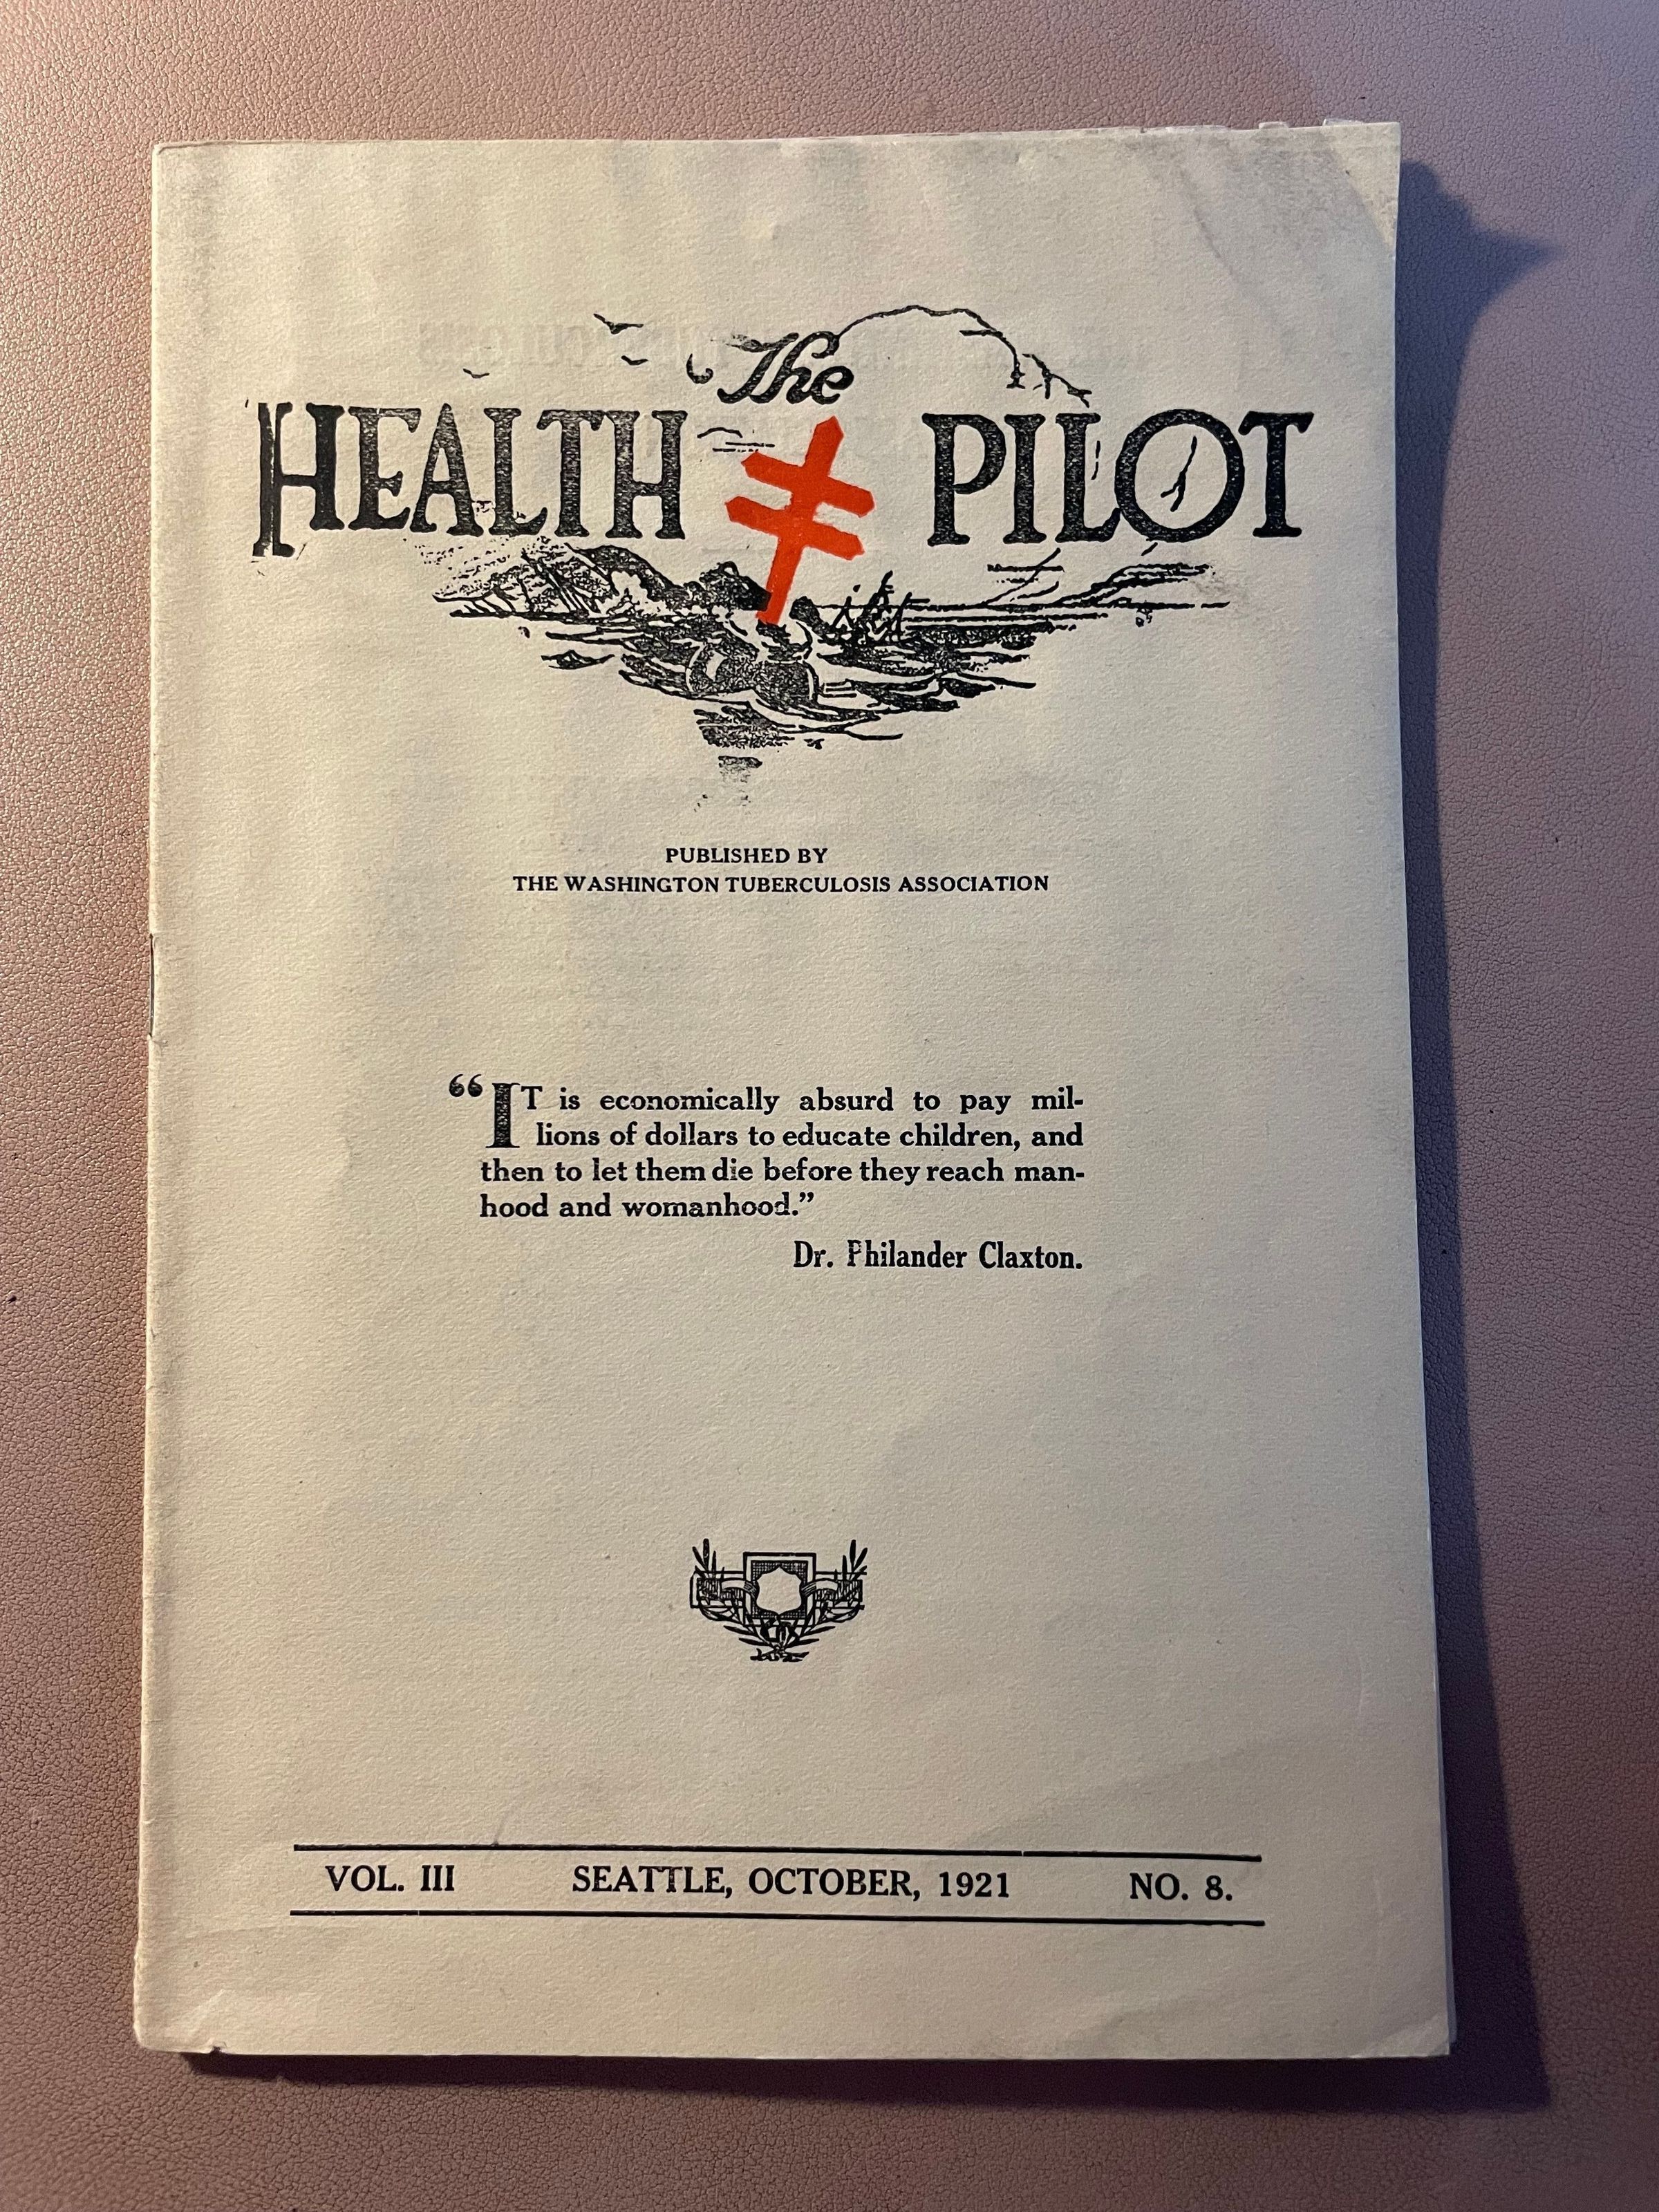 The
HEALTH PILOT
PUBLISHED BY
THE WASHINGTON TUBERCULOSIS ASSOCIATION
“IT is economically absurd to pay mil-
lions of dollars to educate children, and
then to let them die before they reach man-
hood and womanhood.”
Dr. Philander Claxton.
VOL. III SEATTLE, OCTOBER, 1921 NO. 8.